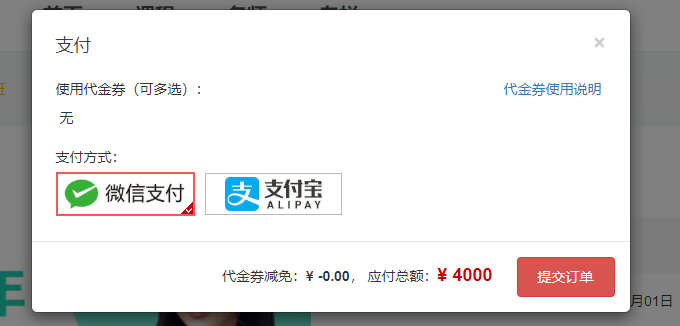 支付 ×
使用代金券（可多选）： 代金券使用说明
无
支付方式：
微信支付 支付宝
ALIPAY
代金券减免：¥ -0.00， 应付总额：¥ 4000 提交订单
月01日